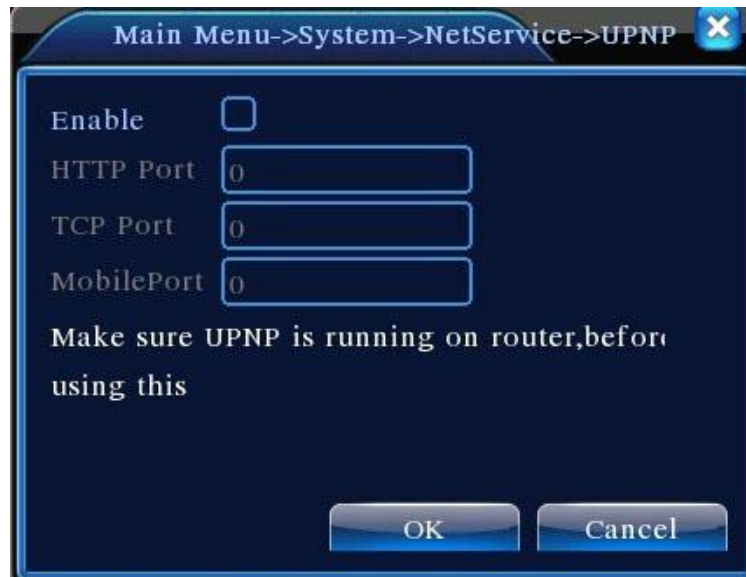 Main Menu->System->NetService->UPNP
Enable
HTTP Port 0
TCP Port 0
MobilePort 0
Make sure UPNP is running on router,before
using this
OK Cancel